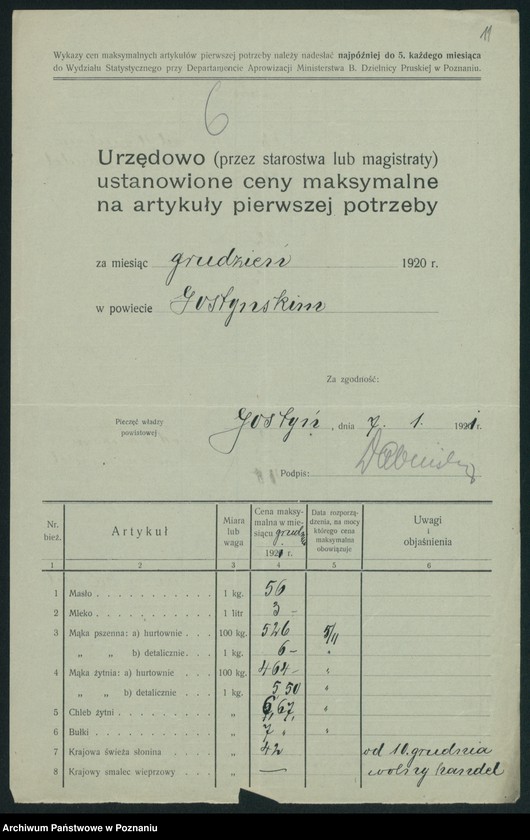 11
Wykazy cen maksymalnych artykułów pierwszej potrzeby należy nadesłać najpóźniej do 5. każdego miesiąca
do Wydziału Statystycznego przy Departamencie Aprowizacji Ministerstwa B. Dzielnicy Pruskiej w Poznaniu.
6
Urzędowo (przez starostwa lub magistraty)
ustanowione ceny maksymalne
na artykuły pierwszej potrzeby
za miesiąc grudzień 1920 r.
w powiecie Gostynskim
Za zgodność:
Pieczęć władzy
powiatowej
Gostyń, dnia 7. 1. 1921 r.
Podpis:
Nr. bież. Artykuł Miara lub waga Cena maksymalna w miesiącu grud 1921 r. Data rozporządzenia, na mocy którego cena maksymalna obowiązuje Uwagi i objaśnienia
1 2 3 4 5 6
1 Masło 1 kg. 56
2 Mleko 1 litr 3 –
3 Mąka pszenna: a) hurtownie 100 kg. 526 5/11
„ „ b) detalicznie 1 kg. 6 – „
4 Mąka żytnia: a) hurtownie 100 kg. 464 – „
„ „ b) detalicznie 1 kg. 5,50 „
5 Chleb żytni „ 6,67 „
6 Bułki „ 7 „ „
7 Krajowa świeża słonina „ 42 od 10. grudnia
8 Krajowy smalec wieprzowy „ — wolny handel
Archiwum Państwowe w Poznaniu